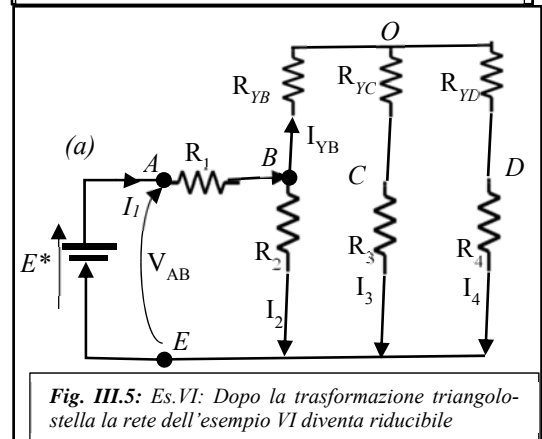 O
R_YB
R_YC
R_YD
I_YB
(a)
A
R_1
B
C
D
I_1
E*
V_AB
R_2
R_3
R_4
I_2
I_3
I_4
E
Fig. III.5: Es.VI: Dopo la trasformazione triangolo-
stella la rete dell'esempio VI diventa riducibile